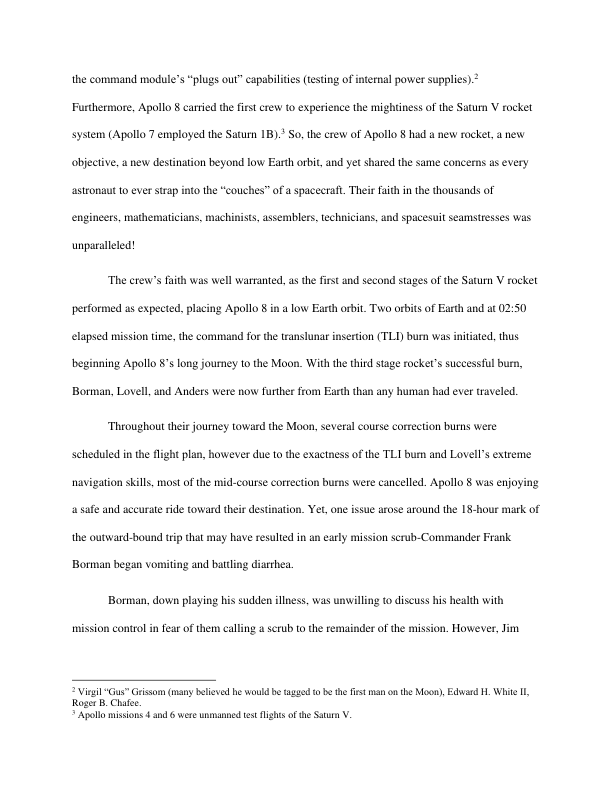 the command module’s “plugs out” capabilities (testing of internal power supplies).2
Furthermore, Apollo 8 carried the first crew to experience the mightiness of the Saturn V rocket
system (Apollo 7 employed the Saturn 1B).3 So, the crew of Apollo 8 had a new rocket, a new
objective, a new destination beyond low Earth orbit, and yet shared the same concerns as every
astronaut to ever strap into the “couches” of a spacecraft. Their faith in the thousands of
engineers, mathematicians, machinists, assemblers, technicians, and spacesuit seamstresses was
unparalleled!
The crew’s faith was well warranted, as the first and second stages of the Saturn V rocket
performed as expected, placing Apollo 8 in a low Earth orbit. Two orbits of Earth and at 02:50
elapsed mission time, the command for the translunar insertion (TLI) burn was initiated, thus
beginning Apollo 8’s long journey to the Moon. With the third stage rocket’s successful burn,
Borman, Lovell, and Anders were now further from Earth than any human had ever traveled.
Throughout their journey toward the Moon, several course correction burns were
scheduled in the flight plan, however due to the exactness of the TLI burn and Lovell’s extreme
navigation skills, most of the mid-course correction burns were cancelled. Apollo 8 was enjoying
a safe and accurate ride toward their destination. Yet, one issue arose around the 18-hour mark of
the outward-bound trip that may have resulted in an early mission scrub-Commander Frank
Borman began vomiting and battling diarrhea.
Borman, down playing his sudden illness, was unwilling to discuss his health with
mission control in fear of them calling a scrub to the remainder of the mission. However, Jim
2 Virgil “Gus” Grissom (many believed he would be tagged to be the first man on the Moon), Edward H. White II,
Roger B. Chafee.
3 Apollo missions 4 and 6 were unmanned test flights of the Saturn V.